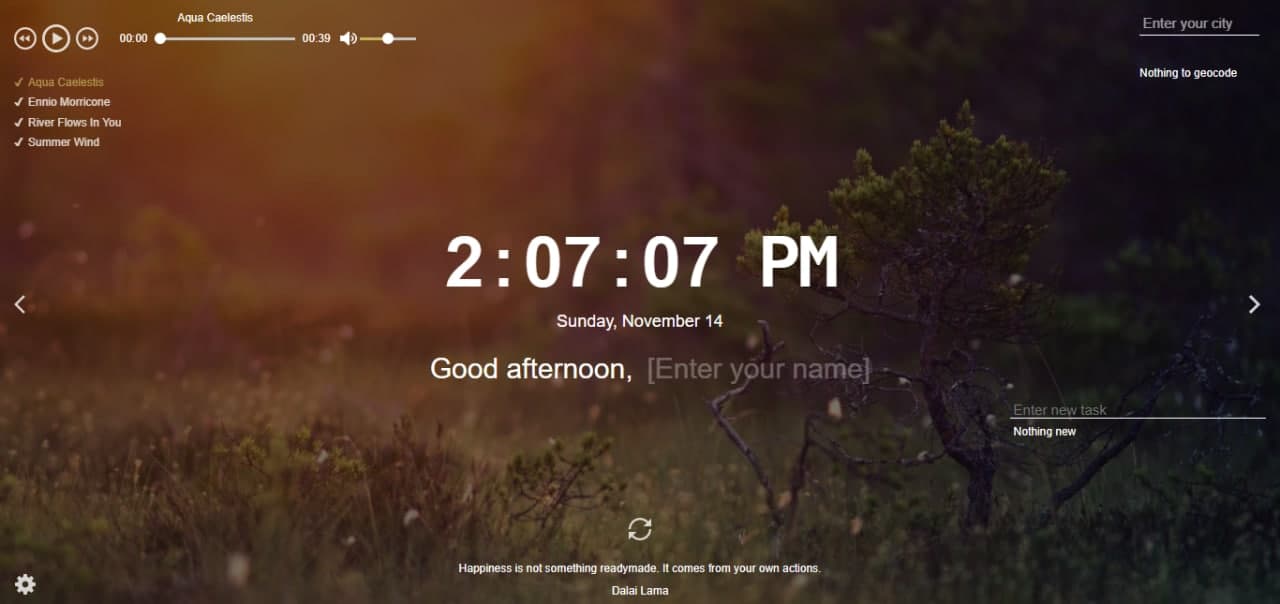 Aqua Caelestis
00:00
00:39
Enter your city
Nothing to geocode
✓ Aqua Caelestis
✓ Ennio Morricone
✓ River Flows In You
✓ Summer Wind
2:07:07 PM
Sunday, November 14
Good afternoon, [Enter your name]
Enter new task
Nothing new
Happiness is not something readymade. It comes from your own actions.
Dalai Lama